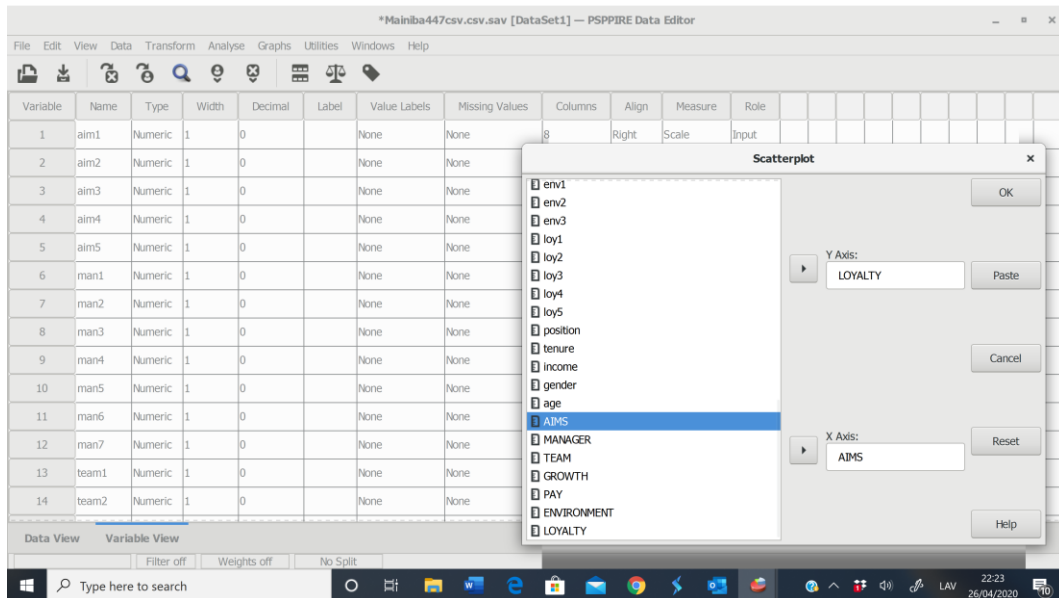 *Mainiba447csv.csv.sav [DataSet1] — PSPPIRE Data Editor
File Edit View Data Transform Analyse Graphs Utilities Windows Help
Variable Name Type Width Decimal Label Value Labels Missing Values Columns Align Measure Role
1 aim1 Numeric 1 0 None None 8 Right Scale Input
2 aim2 Numeric 1 0 None None
3 aim3 Numeric 1 0 None None
4 aim4 Numeric 1 0 None None
5 aim5 Numeric 1 0 None None
6 man1 Numeric 1 0 None None
7 man2 Numeric 1 0 None None
8 man3 Numeric 1 0 None None
9 man4 Numeric 1 0 None None
10 man5 Numeric 1 0 None None
11 man6 Numeric 1 0 None None
12 man7 Numeric 1 0 None None
13 team1 Numeric 1 0 None None
14 team2 Numeric 1 0 None None
Scatterplot
env1
env2
env3
loy1
loy2
loy3
loy4
loy5
position
tenure
income
gender
age
AIMS
MANAGER
TEAM
GROWTH
PAY
ENVIRONMENT
LOYALTY
Y Axis:
LOYALTY
X Axis:
AIMS
OK
Paste
Cancel
Reset
Help
Data View Variable View
Filter off Weights off No Split
Type here to search
LAV
22:23
26/04/2020